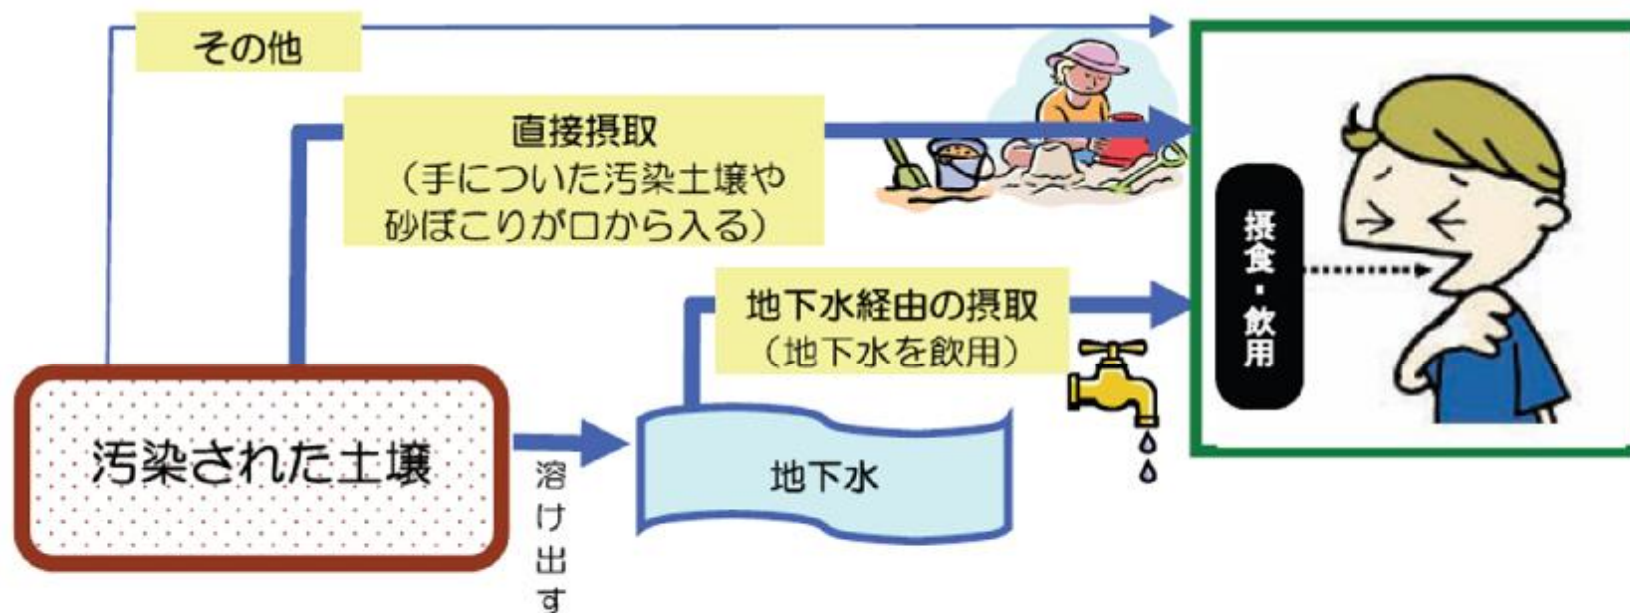 その他
直接摂取
（手についた汚染土壌や
砂ぼこりが口から入る）
地下水経由の摂取
（地下水を飲用）
摂食・飲用
汚染された土壌
溶け出す
地下水